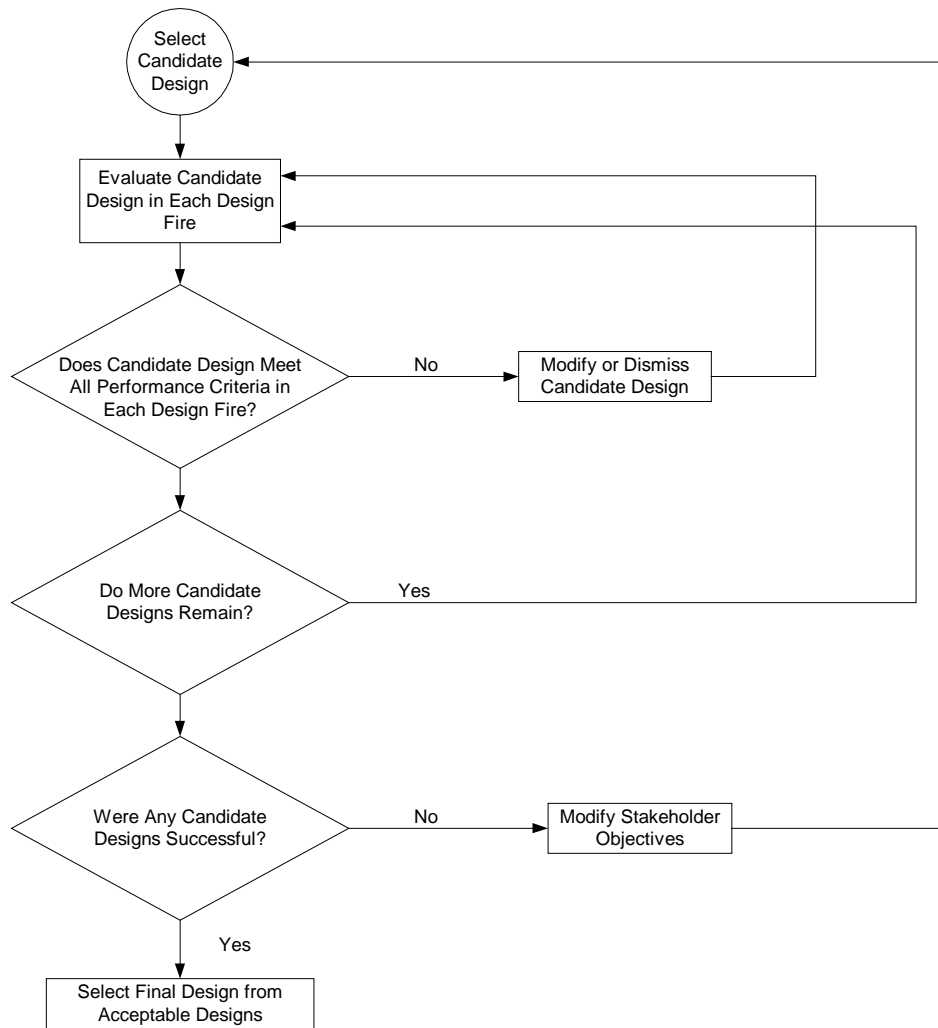 Select
Candidate
Design
Evaluate Candidate
Design in Each Design
Fire
Does Candidate Design Meet
All Performance Criteria in
Each Design Fire?
No
Modify or Dismiss
Candidate Design
Do More Candidate
Designs Remain?
Yes
Were Any Candidate
Designs Successful?
No
Modify Stakeholder
Objectives
Yes
Select Final Design from
Acceptable Designs